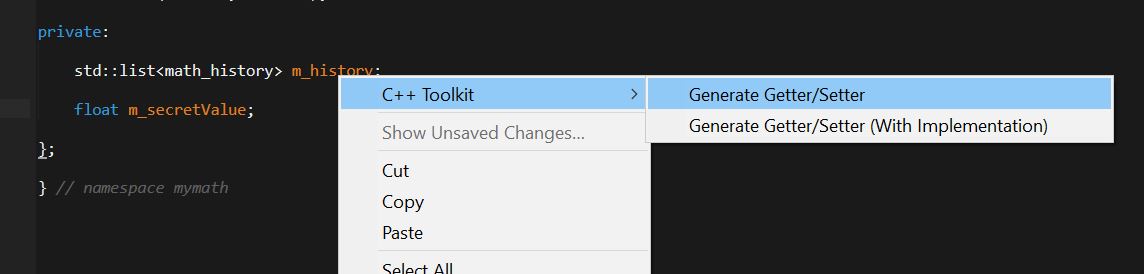 private:
std::list<math_history> m_history;
C++ Toolkit
Generate Getter/Setter
float m_secretValue;
Generate Getter/Setter (With Implementation)
Show Unsaved Changes...
};
Cut
} // namespace mymath
Copy
Paste
Select All